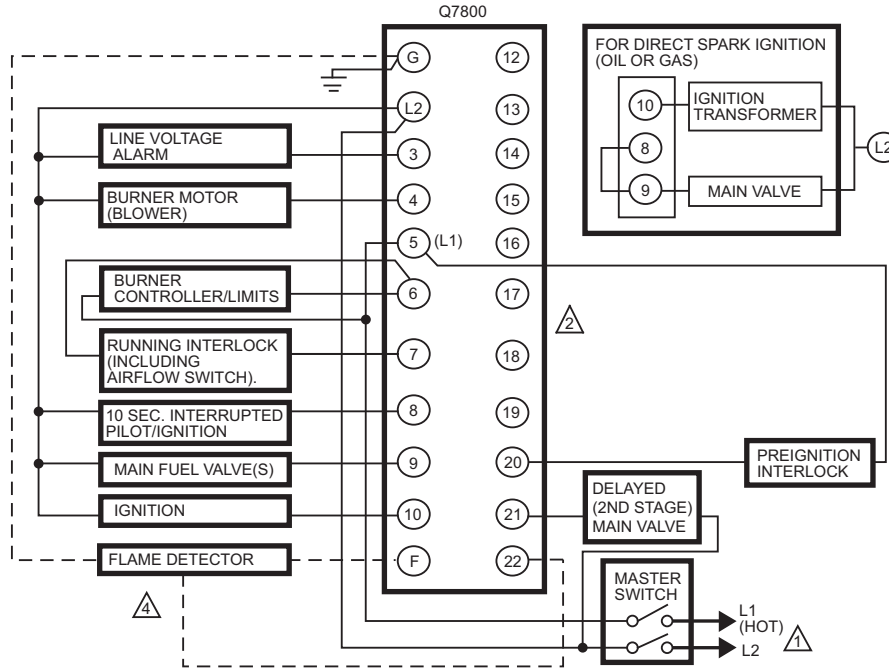 Q7800
G
L2
3
4
5
(L1)
6
7
8
9
10
F
12
13
14
15
16
17
18
19
20
21
22
LINE VOLTAGE
ALARM
BURNER MOTOR
(BLOWER)
BURNER
CONTROLLER/LIMITS
RUNNING INTERLOCK
(INCLUDING
AIRFLOW SWITCH).
10 SEC. INTERRUPTED
PILOT/IGNITION
MAIN FUEL VALVE(S)
IGNITION
FLAME DETECTOR
4
2
FOR DIRECT SPARK IGNITION
(OIL OR GAS)
10
IGNITION
TRANSFORMER
8
9
MAIN VALVE
L2
PREIGNITION
INTERLOCK
DELAYED
(2ND STAGE)
MAIN VALVE
MASTER
SWITCH
L1
(HOT)
L2
1